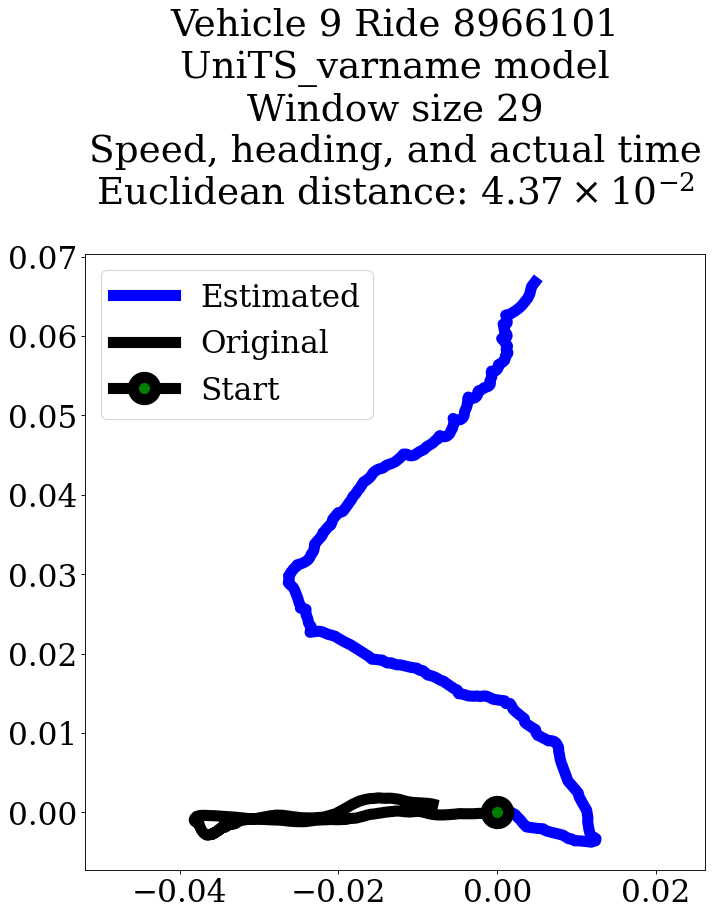 Vehicle 9 Ride 8966101
UniTS_varname model
Window size 29
Speed, heading, and actual time
Euclidean distance: 4.37 × 10⁻²
0.07
0.06
0.05
0.04
0.03
0.02
0.01
0.00
Estimated
Original
Start
−0.04 −0.02 0.00 0.02